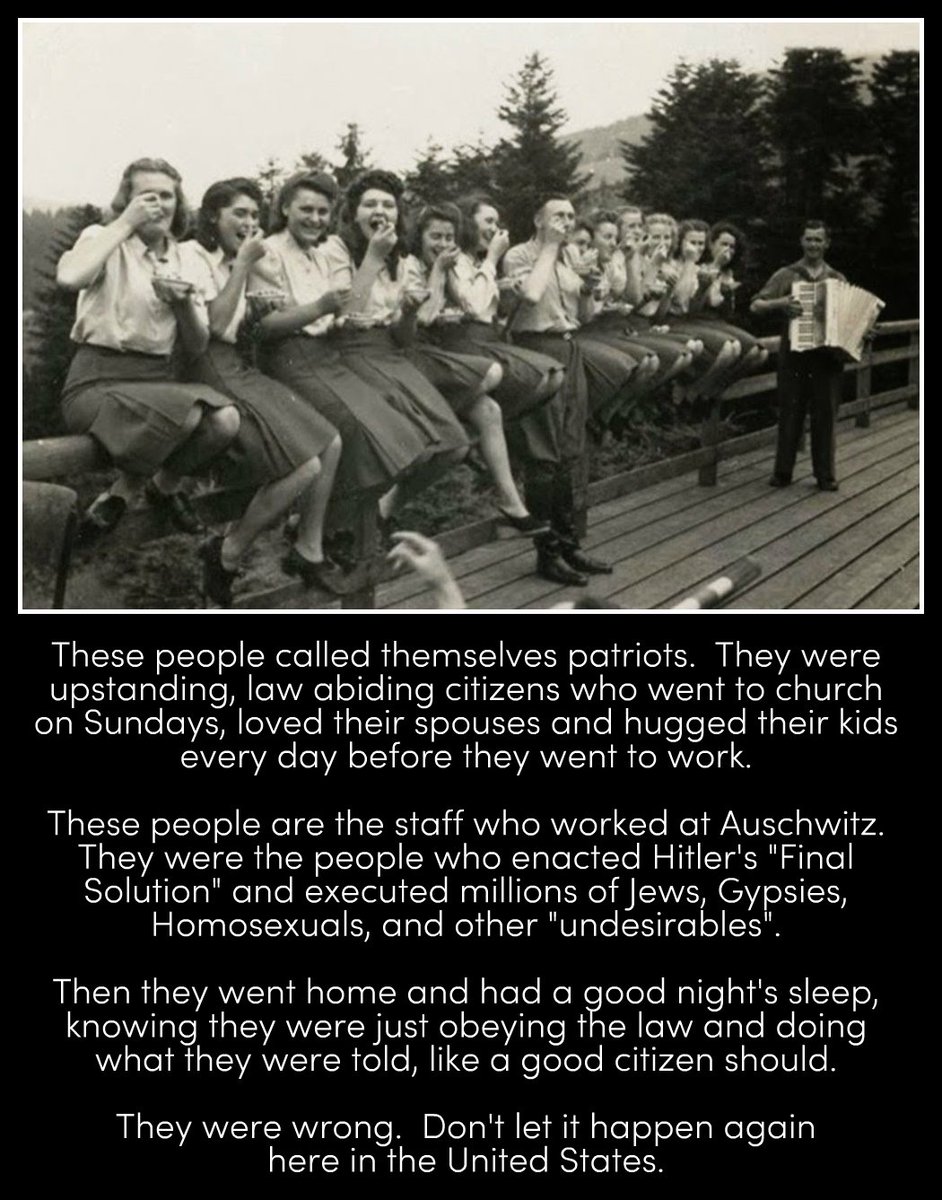 These people called themselves patriots.  They were
upstanding, law abiding citizens who went to church
on Sundays, loved their spouses and hugged their kids
every day before they went to work.
These people are the staff who worked at Auschwitz.
They were the people who enacted Hitler's "Final
Solution" and executed millions of Jews, Gypsies,
Homosexuals, and other "undesirables".
Then they went home and had a good night's sleep,
knowing they were just obeying the law and doing
what they were told, like a good citizen should.
They were wrong.  Don't let it happen again
here in the United States.